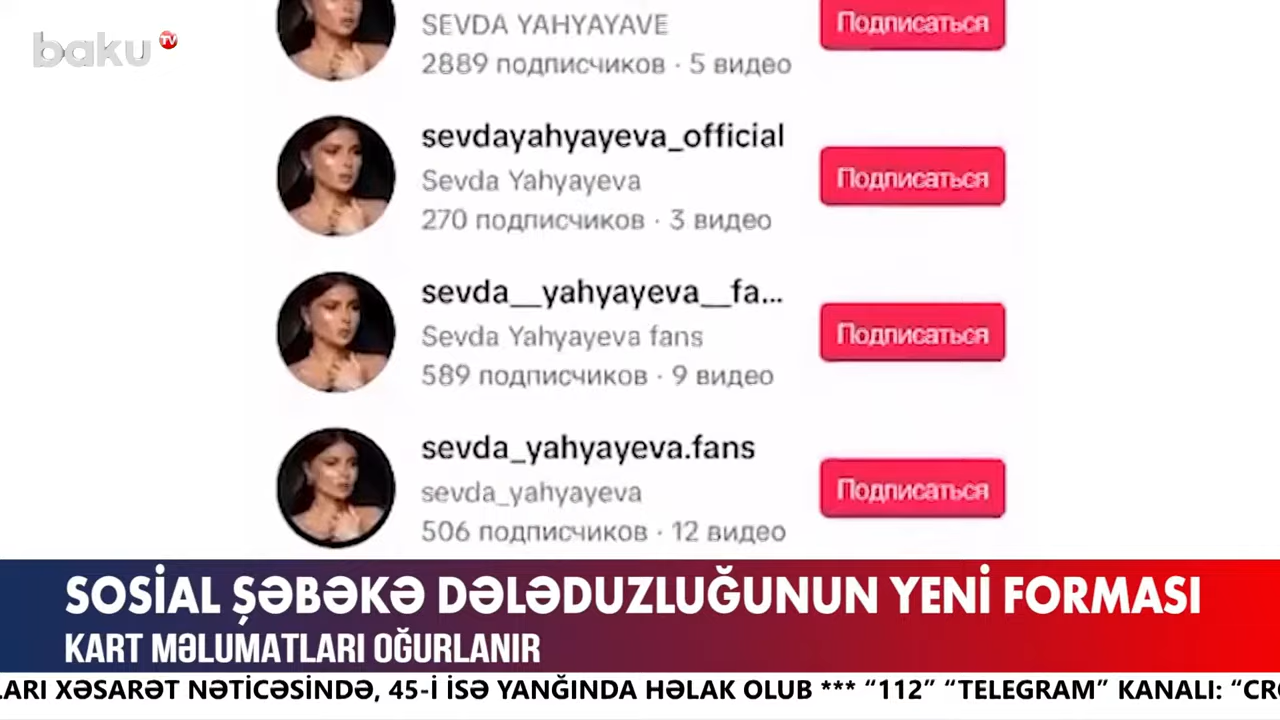 baku TV
SEVDA YAHYAYAVE
2889 подписчиков · 5 видео
Подписаться
sevdayahyayeva_official
Sevda Yahyayeva
270 подписчиков · 3 видео
Подписаться
sevda__yahyayeva__fa...
Sevda Yahyayeva fans
589 подписчиков · 9 видео
Подписаться
sevda_yahyayeva.fans
sevda_yahyayeva
506 подписчиков · 12 видео
Подписаться
SOSİAL ŞƏBƏKƏ DƏLƏDUZLUĞUNUN YENİ FORMASI
KART MƏLUMATLARI OĞURLANIR
LARI XƏSARƏT NƏTİCƏSİNDƏ, 45-İ İSƏ YANĞINDA HƏLAK OLUB *** “112” “TELEGRAM” KANALI: “CRO